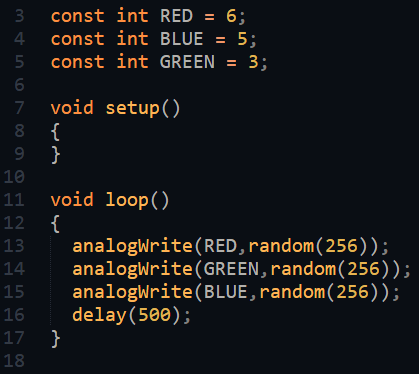 3 const int RED = 6;
4 const int BLUE = 5;
5 const int GREEN = 3;
6
7 void setup()
8 {
9 }
10
11 void loop()
12 {
13   analogWrite(RED,random(256));
14   analogWrite(GREEN,random(256));
15   analogWrite(BLUE,random(256));
16   delay(500);
17 }
18